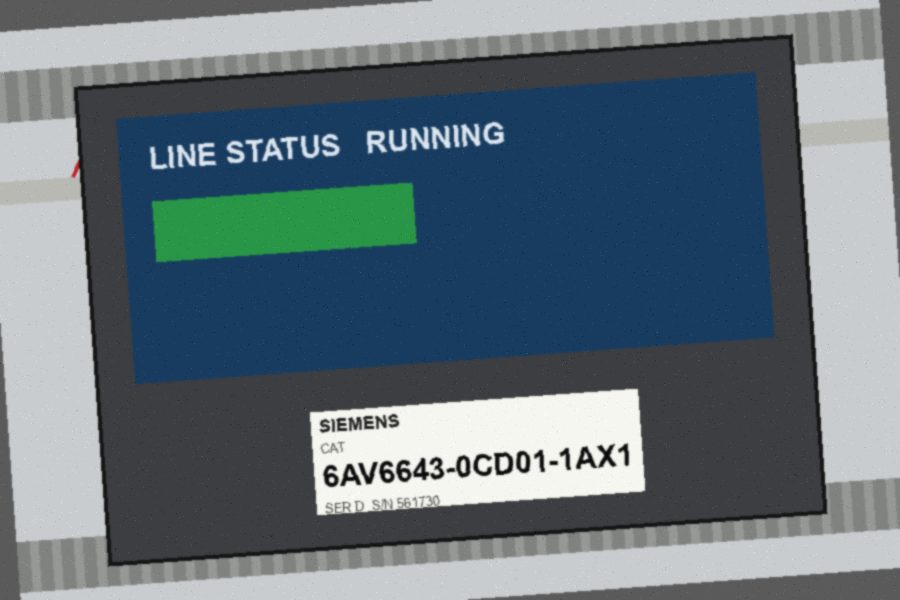 LINE STATUS RUNNING
SIEMENS
CAT
6AV6643-0CD01-1AX1
SER D S/N 561730